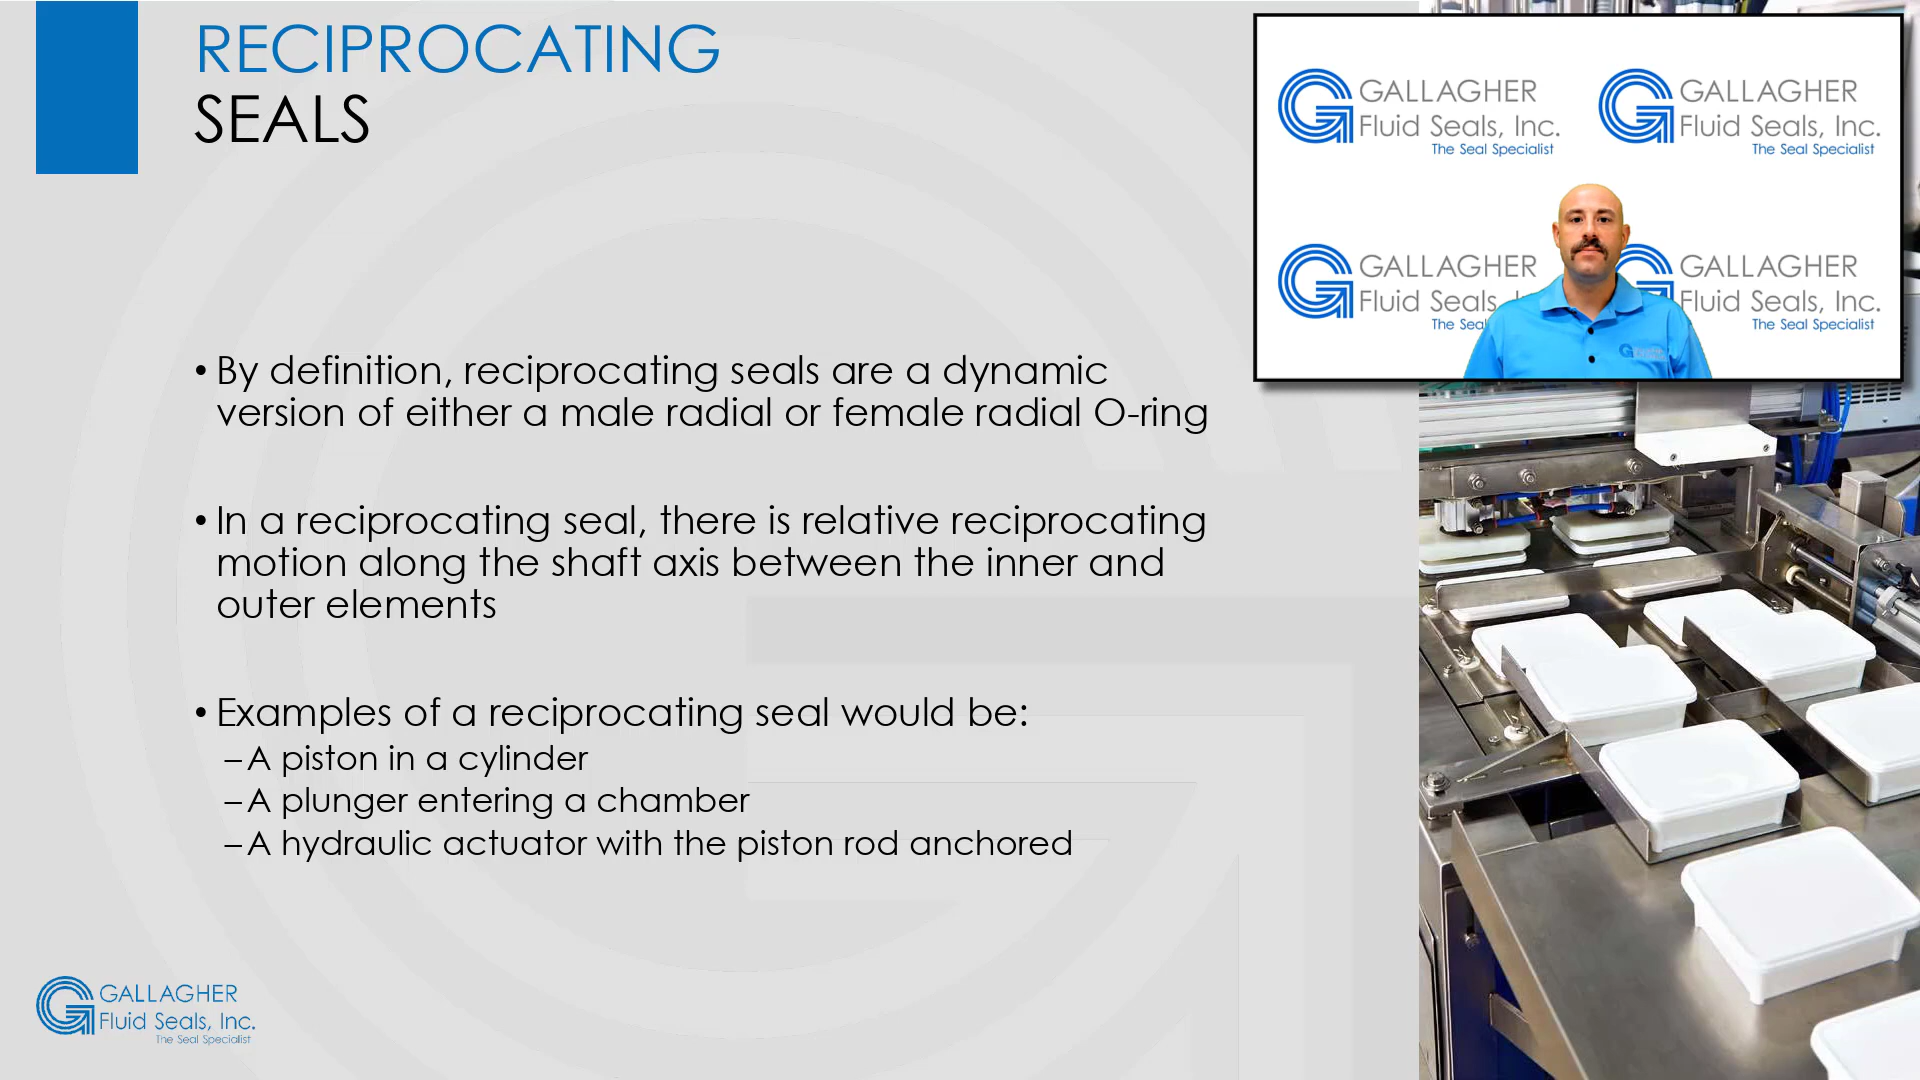 RECIPROCATING
SEALS
• By definition, reciprocating seals are a dynamic
version of either a male radial or female radial O-ring
• In a reciprocating seal, there is relative reciprocating
motion along the shaft axis between the inner and
outer elements
• Examples of a reciprocating seal would be:
–A piston in a cylinder
–A plunger entering a chamber
–A hydraulic actuator with the piston rod anchored
GALLAGHER
Fluid Seals, Inc.
The Seal Specialist
GALLAGHER
Fluid Seals, Inc.
The Seal Specialist
GALLAGHER
Fluid Seals, Inc.
The Seal Specialist
GALLAGHER
Fluid Seals,
The Seal
GALLAGHER
Fluid Seals, Inc.
The Seal Specialist